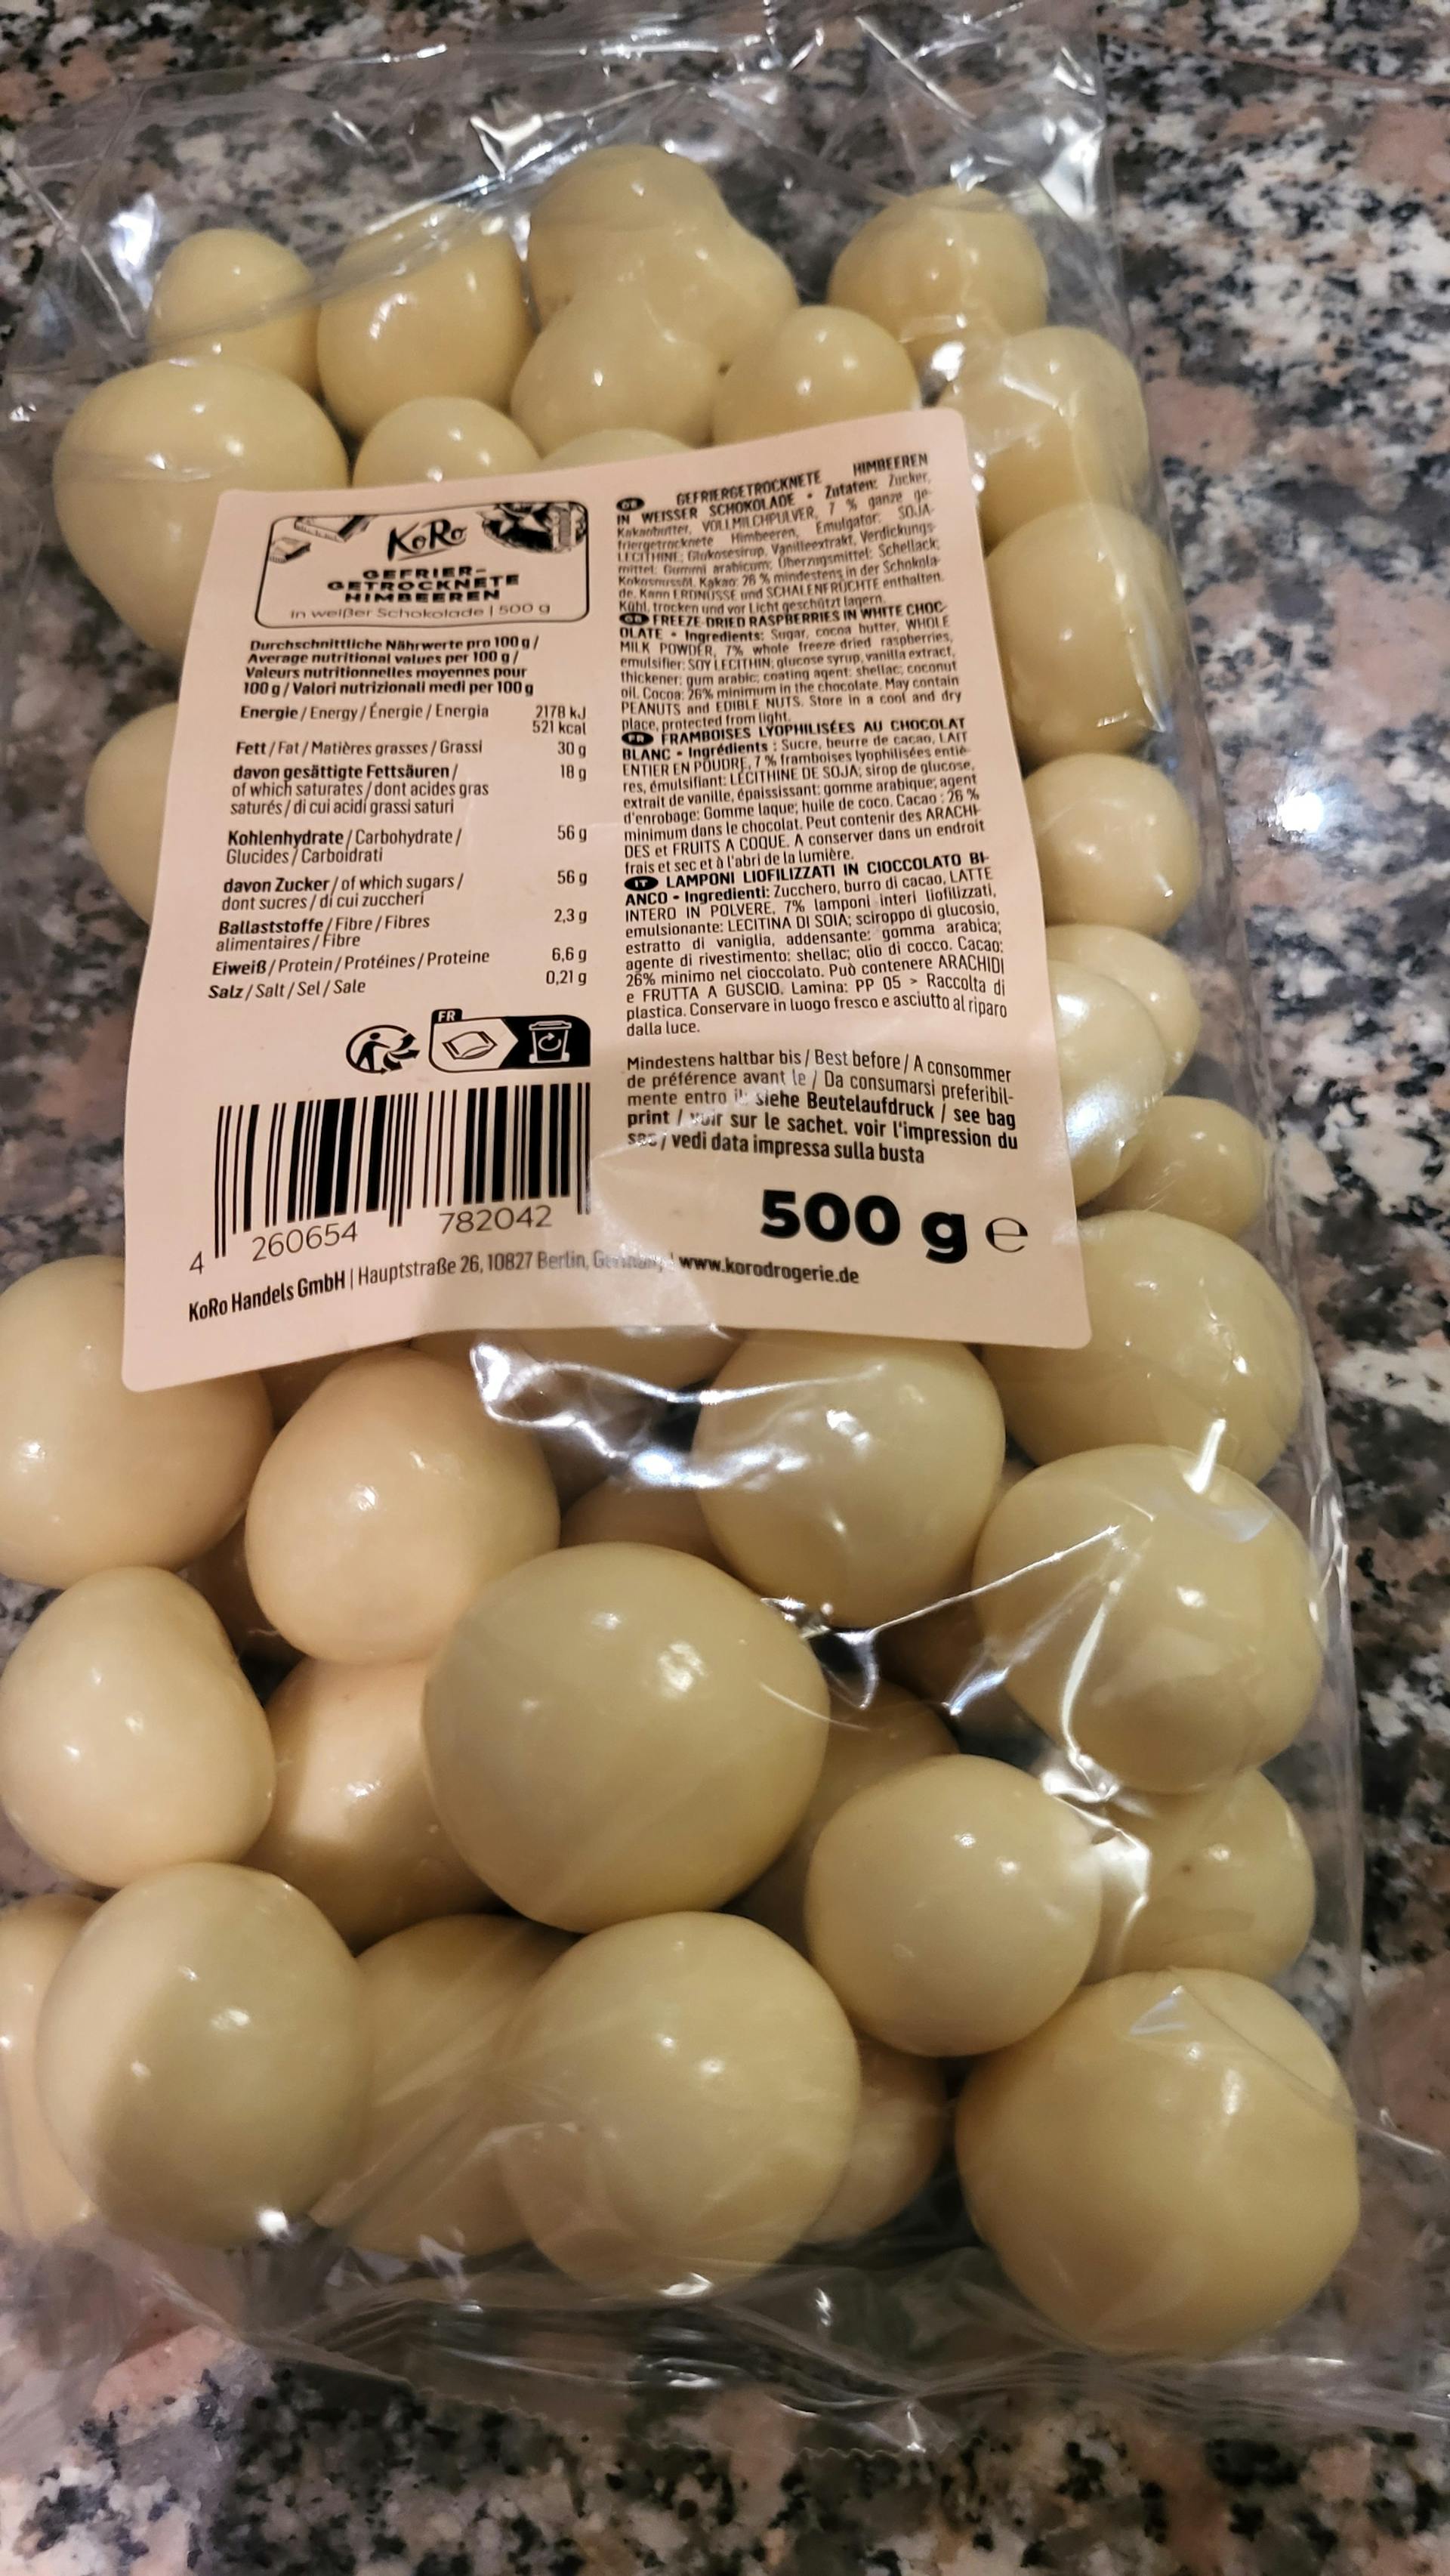 KoRo
GEFRIER-
GETROCKNETE
HIMBEEREN
in weißer Schokolade | 500 g
Durchschnittliche Nährwerte pro 100 g /
Average nutritional values per 100 g /
Valeurs nutritionnelles moyennes pour
100 g / Valori nutrizionali medi per 100 g
Energie / Energy / Énergie / Energia 2178 kJ
521 kcal
Fett / Fat / Matières grasses / Grassi 30 g
davon gesättigte Fettsäuren / 18 g
of which saturates / dont acides gras
saturés / di cui acidi grassi saturi
Kohlenhydrate / Carbohydrate / 56 g
Glucides / Carboidrati
davon Zucker / of which sugars / 56 g
dont sucres / di cui zuccheri
Ballaststoffe / Fibre / Fibres 2,3 g
alimentaires / Fibre
Eiweiß / Protein / Protéines / Proteine 6,6 g
Salz / Salt / Sel / Sale 0,21 g
FR
4 260654 782042
DE GEFRIERGETROCKNETE HIMBEEREN
IN WEISSER SCHOKOLADE • Zutaten: Zucker,
Kakaobutter, VOLLMILCHPULVER, 7 % ganze ge-
friergetrocknete Himbeeren, Emulgator: SOJA-
LECITHINE; Glukosesirup, Vanilleextrakt, Verdickungs-
mittel: Gummi arabicum; Überzugsmittel: Schellack;
Kokosnussöl. Kakao: 26 % mindestens in der Schokola-
de. Kann ERDNÜSSE und SCHALENFRÜCHTE enthalten.
Kühl, trocken und vor Licht geschützt lagern.
GB FREEZE-DRIED RASPBERRIES IN WHITE CHOC-
OLATE • Ingredients: Sugar, cocoa butter, WHOLE
MILK POWDER, 7% whole freeze-dried raspberries,
emulsifier: SOY LECITHIN; glucose syrup, vanilla extract,
thickener: gum arabic; coating agent: shellac; coconut
oil. Cocoa: 26% minimum in the chocolate. May contain
PEANUTS and EDIBLE NUTS. Store in a cool and dry
place, protected from light.
FR FRAMBOISES LYOPHILISÉES AU CHOCOLAT
BLANC • Ingrédients : Sucre, beurre de cacao, LAIT
ENTIER EN POUDRE, 7 % framboises lyophilisées entiè-
res, émulsifiant: LÉCITHINE DE SOJA; sirop de glucose,
extrait de vanille, épaississant: gomme arabique; agent
d'enrobage: Gomme laque; huile de coco. Cacao : 26 %
minimum dans le chocolat. Peut contenir des ARACHI-
DES et FRUITS A COQUE. A conserver dans un endroit
frais et sec et à l'abri de la lumière.
IT LAMPONI LIOFILIZZATI IN CIOCCOLATO BI-
ANCO • Ingredienti: Zucchero, burro di cacao, LATTE
INTERO IN POLVERE, 7% lamponi interi liofilizzati,
emulsionante: LECITINA DI SOIA; sciroppo di glucosio,
estratto di vaniglia, addensante: gomma arabica;
agente di rivestimento: shellac; olio di cocco. Cacao:
26% minimo nel cioccolato. Può contenere ARACHIDI
e FRUTTA A GUSCIO. Lamina: PP 05 > Raccolta di
plastica. Conservare in luogo fresco e asciutto al riparo
dalla luce.
Mindestens haltbar bis / Best before / A consommer
de préférence avant le / Da consumarsi preferibil-
mente entro il: siehe Beutelaufdruck / see bag
print / voir sur le sachet. voir l'impression du
sac / vedi data impressa sulla busta
500 g e
KoRo Handels GmbH | Hauptstraße 26, 10827 Berlin, Germany | www.korodrogerie.de